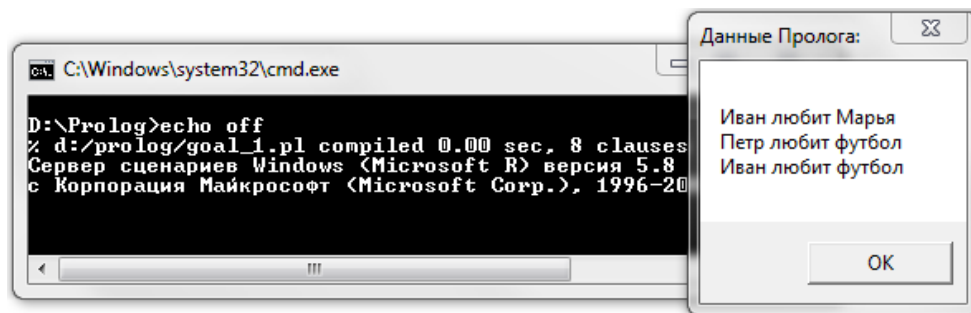 C:\Windows\system32\cmd.exe
D:\Prolog>echo off
% d:/prolog/goal_1.pl compiled 0.00 sec, 8 clauses
Сервер сценариев Windows (Microsoft R) версия 5.8
с Корпорация Майкрософт (Microsoft Corp.), 1996-20
Данные Пролога:
Иван любит Марья
Петр любит футбол
Иван любит футбол
OK